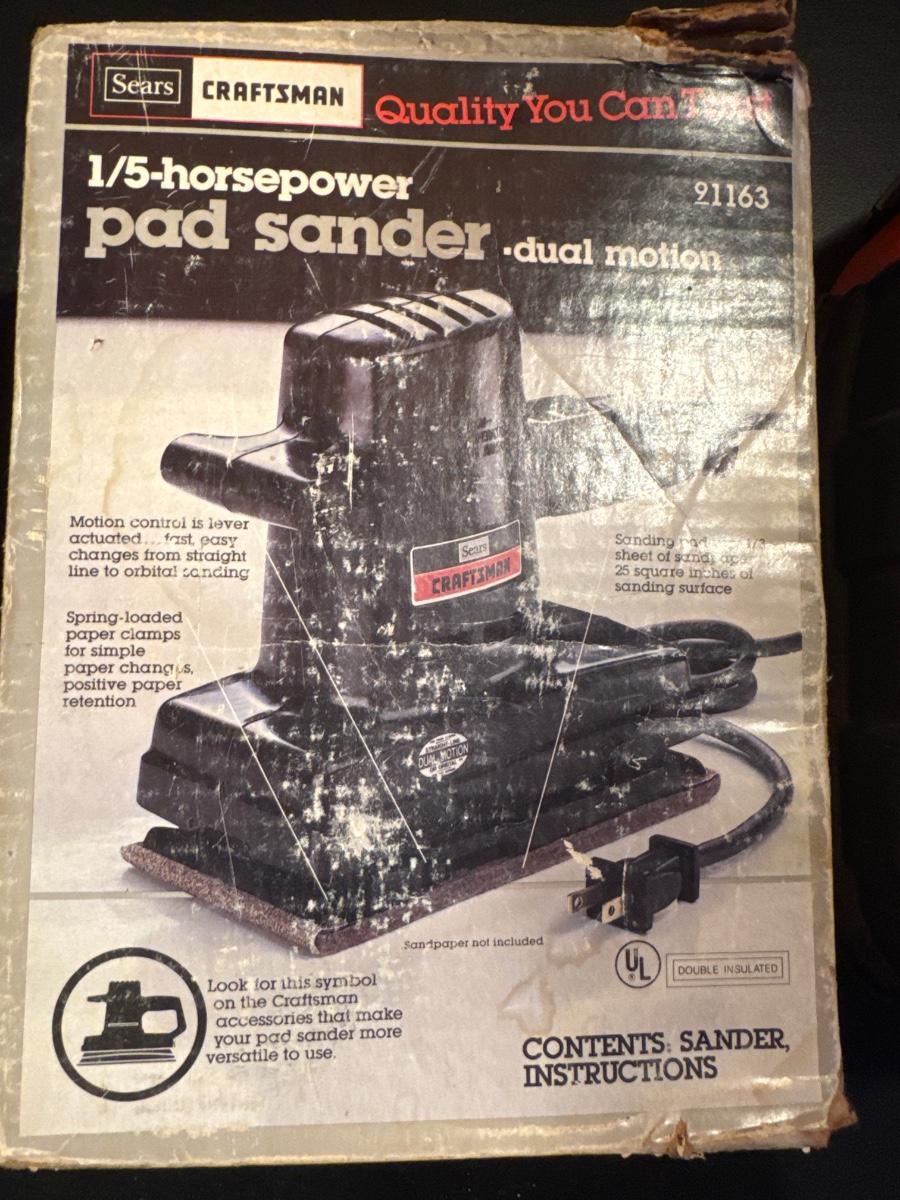 Sears CRAFTSMAN Quality You Can
1/5-horsepower
21163
pad sander • dual motion
Motion control is lever
actuated... fast, easy
changes from straight
line to orbital sanding
Spring-loaded
paper clamps
for simple
paper changes,
positive paper
retention
Sears
CRAFTSMAN
Sanding pad 1/3
sheet of
25 square inches of
sanding surface
DUAL MOTION
Sandpaper not included
UL
DOUBLE INSULATED
Look for this symbol
on the Craftsman
accessories that make
your pad sander more
versatile to use.
CONTENTS: SANDER,
INSTRUCTIONS